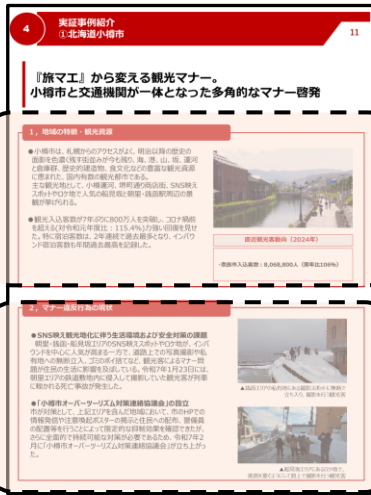 4
実証事例紹介
①北海道小樽市
11
『旅マエ』から変える観光マナー。
小樽市と交通機関が一体となった多角的なマナー啓発
1，地域の特徴・観光資源
●小樽市は、札幌からのアクセスがよく、明治以降の歴史の
面影を色濃く残す街並みが今も残り、海、港、山、坂、運河
と倉庫群、歴史的建造物、食文化などの豊富な観光資源
に恵まれた、国内有数の観光都市である。
主な観光地として、小樽運河、堺町通り商店街、SNS映え
スポットやロケ地で人気の船見坂と朝里・銭函駅周辺の景
観が挙げられる。
●観光入込客数が7年ぶりに800万人を突破し、コロナ禍前
を超える(対令和元年度比：115.4%)力強い回復を見
せた。特に宿泊客数は、2年連続で過去最多となり、インバウ
ンド宿泊客数も年間過去最高を記録した。
直近観光客動向（2024年）
・観光入込客数：8,068,800人（前年比106%）
2，マナー違反行為の現状
●SNS映え観光地化に伴う生活環境および安全対策の課題
朝里・銭函・船見坂エリアのSNS映えスポットやロケ地が、インバ
ウンドを中心に人気が高まる一方で、道路上での写真撮影や私
有地への無断立入、ゴミのポイ捨てなど、観光客によるマナー問
題が住民の生活に影響を及ぼしている。令和7年1月23日には、
朝里エリアの鉄道敷地内に侵入して撮影していた観光客が列車
に轢かれる死亡事故が発生した。
●「小樽市オーバーツーリズム対策連絡協議会」の設立
市が対策として、上記エリアを含んだ地域において、市のHPでの
情報発信や注意喚起ポスターの掲示と住民への配布、警備員
の配置等を行うことによって限定的な抑制効果を確認できたが、
さらに全面的で持続可能な対策が必要であるため、令和7年2
月に「小樽市オーバーツーリズム対策連絡協議会」が立ち上がっ
た。